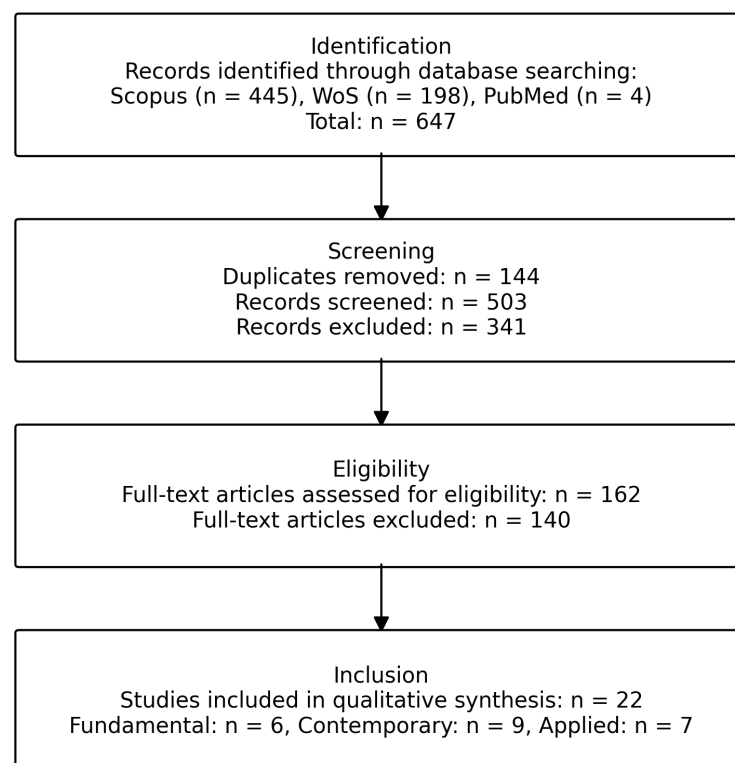 Identification
Records identified through database searching:
Scopus (n = 445), WoS (n = 198), PubMed (n = 4)
Total: n = 647
Screening
Duplicates removed: n = 144
Records screened: n = 503
Records excluded: n = 341
Eligibility
Full-text articles assessed for eligibility: n = 162
Full-text articles excluded: n = 140
Inclusion
Studies included in qualitative synthesis: n = 22
Fundamental: n = 6, Contemporary: n = 9, Applied: n = 7